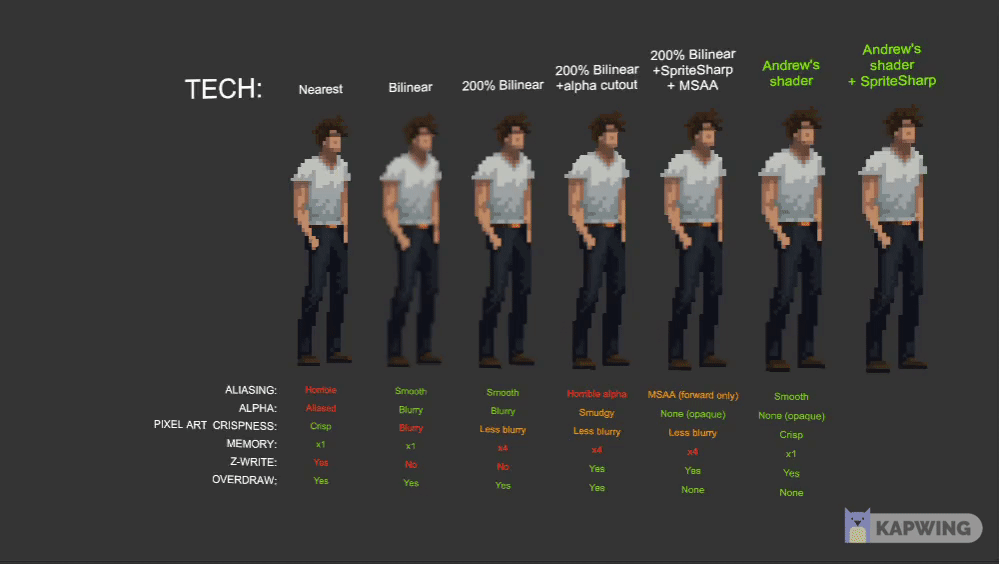 TECH:
Nearest
Bilinear
200% Bilinear
200% Bilinear
+alpha cutout
200% Bilinear
+SpriteSharp
+ MSAA
Andrew's
shader
Andrew's
shader
+ SpriteSharp
ALIASING: Horrible Smooth Smooth Horrible alpha MSAA (forward only) Smooth
ALPHA: Aliased Blurry Blurry Smudgy None (opaque) None (opaque)
PIXEL ART CRISPNESS: Crisp Blurry Less blurry Less blurry Less blurry Crisp
MEMORY: x1 x1 x4 x4 x4 x1
Z-WRITE: Yes No No Yes Yes Yes
OVERDRAW: Yes Yes Yes Yes None None
KAPWING